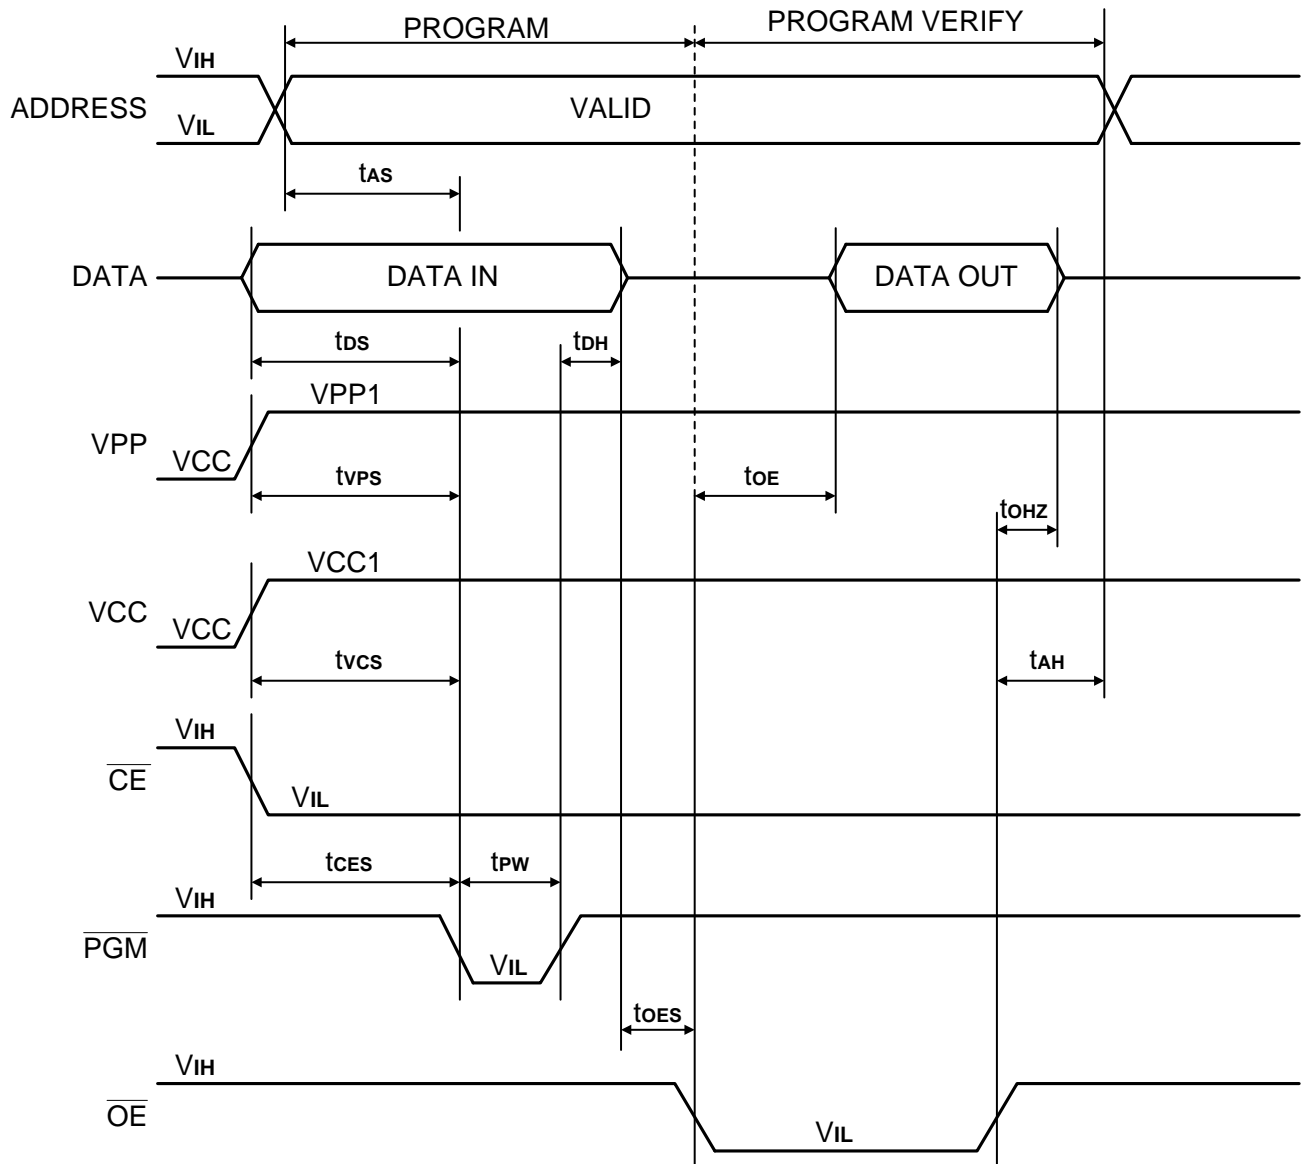 PROGRAM
PROGRAM VERIFY
VIH
ADDRESS
VALID
VIL
tAS
DATA
DATA IN
DATA OUT
tDS
tDH
VPP1
VPP
VCC
tVPS
tOE
tOHZ
VCC1
VCC
VCC
tVCS
tAH
VIH
CE
VIL
tCES
tPW
VIH
PGM
VIL
tOES
VIH
OE
VIL